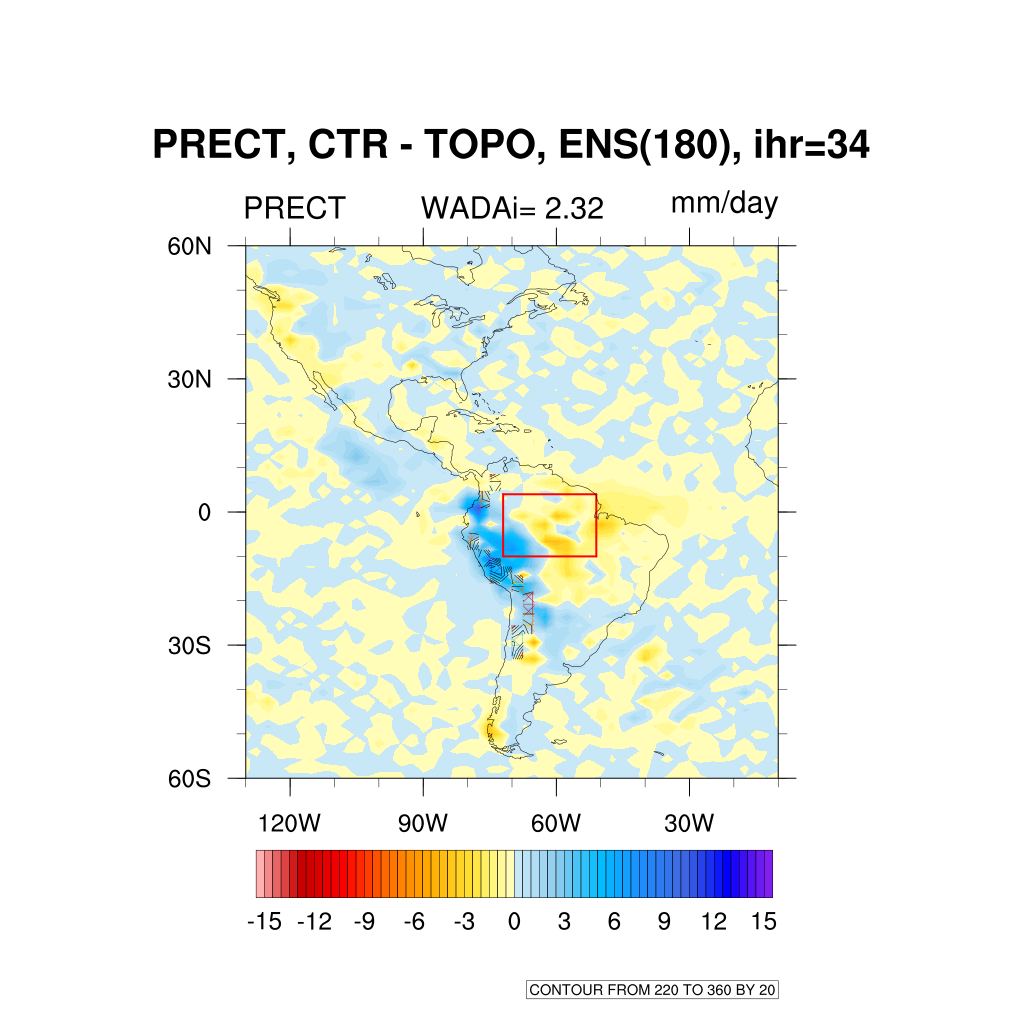 PRECT, CTR - TOPO, ENS(180), ihr=34
PRECT WADAi= 2.32 mm/day
60N
30N
0
30S
60S
120W 90W 60W 30W
-15 -12 -9 -6 -3 0 3 6 9 12 15
CONTOUR FROM 220 TO 360 BY 20